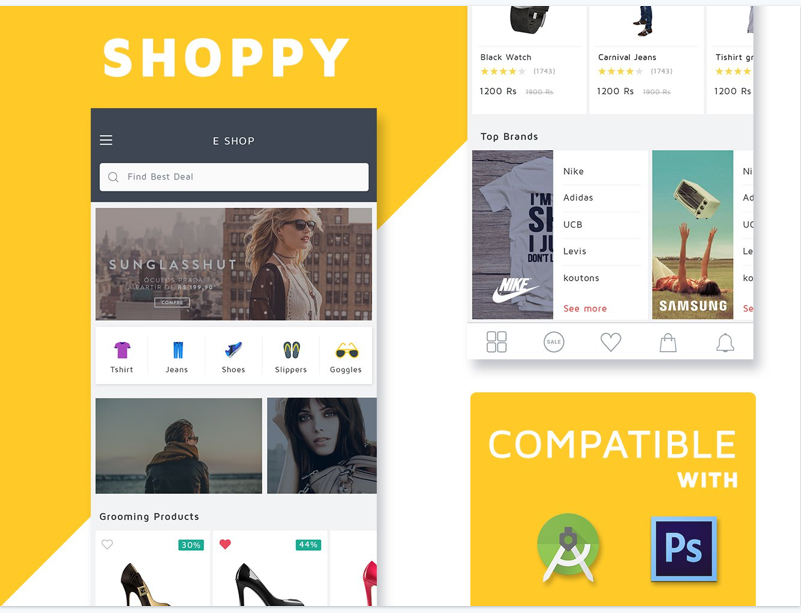 SHOPPY
E SHOP
Find Best Deal
SUNGLASSHUT
ÓCULOS PRADA
PARTIR DE R$ 199,90*
COMPRE
Tshirt
Jeans
Shoes
Slippers
Goggles
Grooming Products
30%
44%
Black Watch
(1743)
1200 Rs 1900 Rs
Carnival Jeans
(1743)
1200 Rs 1900 Rs
Tishirt gr
1200 Rs
Top Brands
I'M
SH
I JU
DON'T L
NIKE
Nike
Adidas
UCB
Levis
koutons
See more
SAMSUNG
Ni
Ad
UC
Le
ko
Se
SALE
COMPATIBLE
WITH
Ps